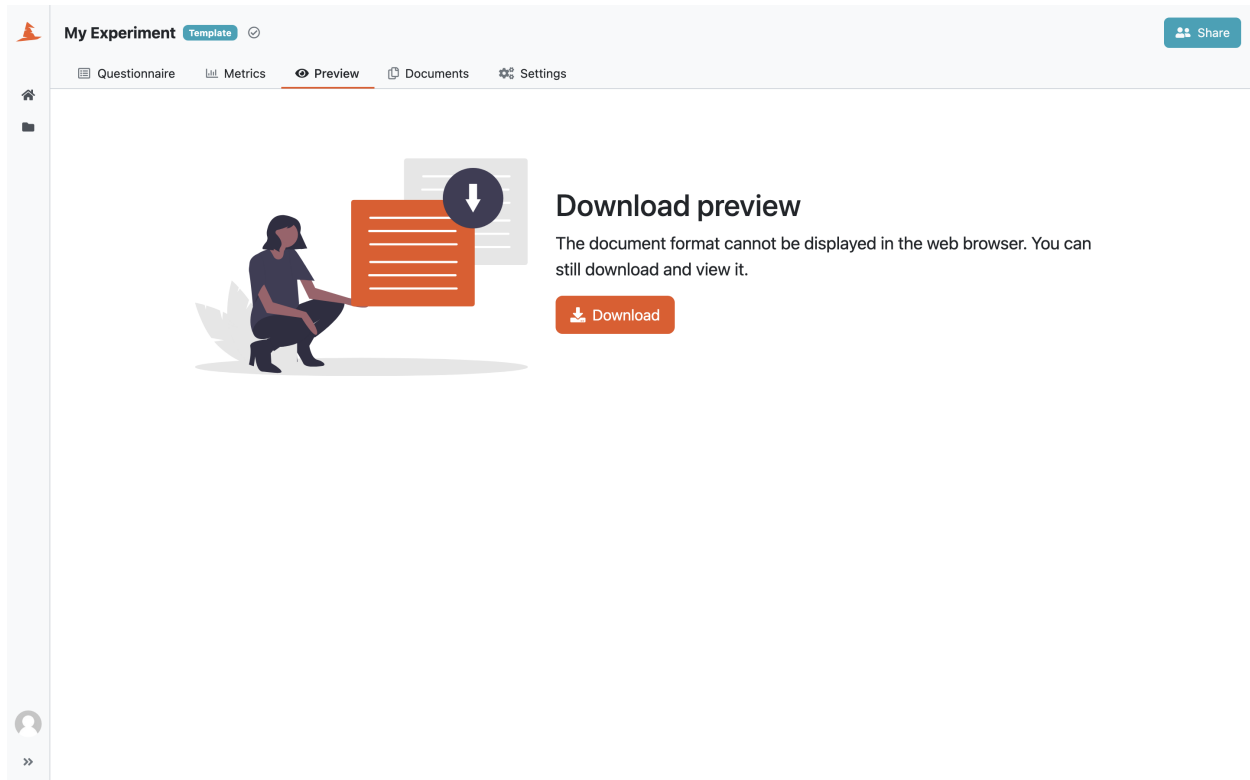 My Experiment Template
Share
Questionnaire Metrics Preview Documents Settings
Download preview
The document format cannot be displayed in the web browser. You can
still download and view it.
Download